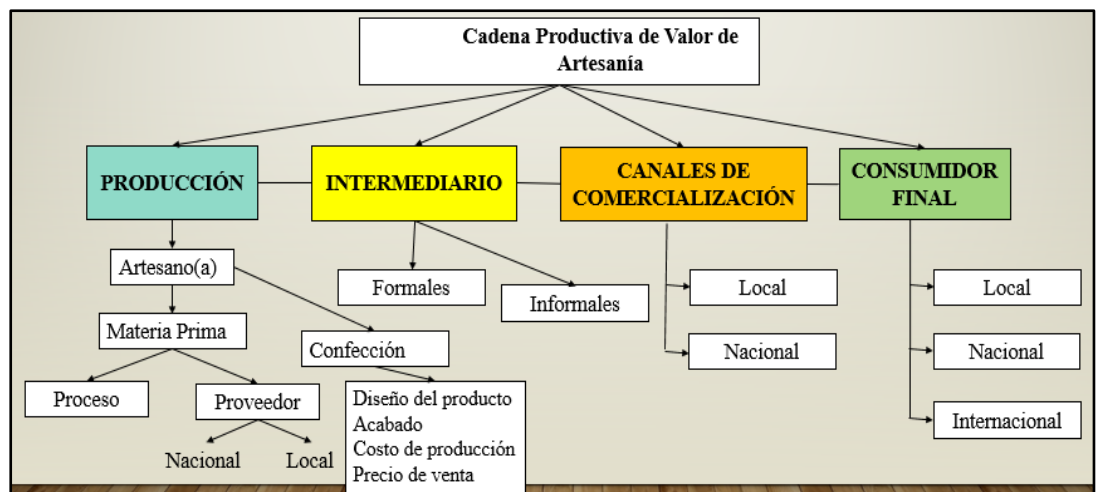 Cadena Productiva de Valor de
Artesanía
PRODUCCIÓN
INTERMEDIARIO
CANALES DE
COMERCIALIZACIÓN
CONSUMIDOR
FINAL
Artesano(a)
Materia Prima
Proceso
Proveedor
Nacional
Local
Confección
Diseño del producto
Acabado
Costo de producción
Precio de venta
Formales
Informales
Local
Nacional
Local
Nacional
Internacional